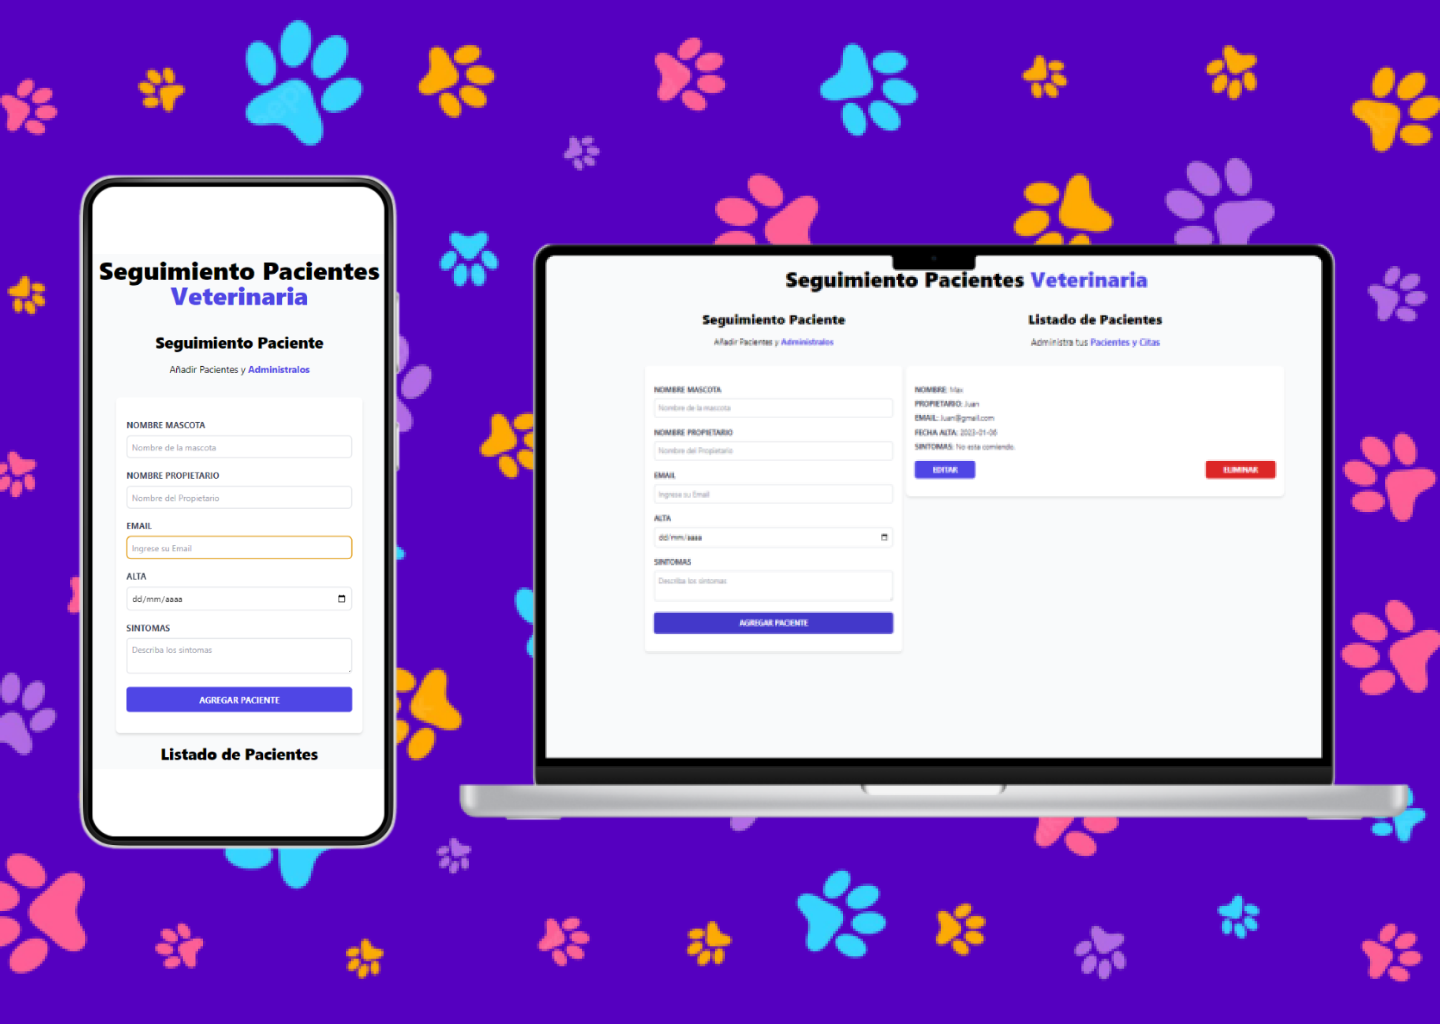 Seguimiento Pacientes
Veterinaria
Seguimiento Paciente
Añadir Pacientes y Administralos
NOMBRE MASCOTA
Nombre de la mascota
NOMBRE PROPIETARIO
Nombre del Propietario
EMAIL
Ingrese su Email
ALTA
dd/mm/aaaa
SINTOMAS
Describa los sintomas
AGREGAR PACIENTE
Listado de Pacientes
Seguimiento Pacientes Veterinaria
Seguimiento Paciente
Añadir Pacientes y Administralos
NOMBRE MASCOTA
Nombre de la mascota
NOMBRE PROPIETARIO
Nombre del Propietario
EMAIL
Ingrese su Email
ALTA
dd/mm/aaaa
SINTOMAS
Describa los sintomas
AGREGAR PACIENTE
Listado de Pacientes
Administra tus Pacientes y Citas
NOMBRE: Max
PROPIETARIO: Juan
EMAIL: Juan@gmail.com
FECHA ALTA: 2023-01-06
SINTOMAS: No esta comiendo.
EDITAR
ELIMINAR